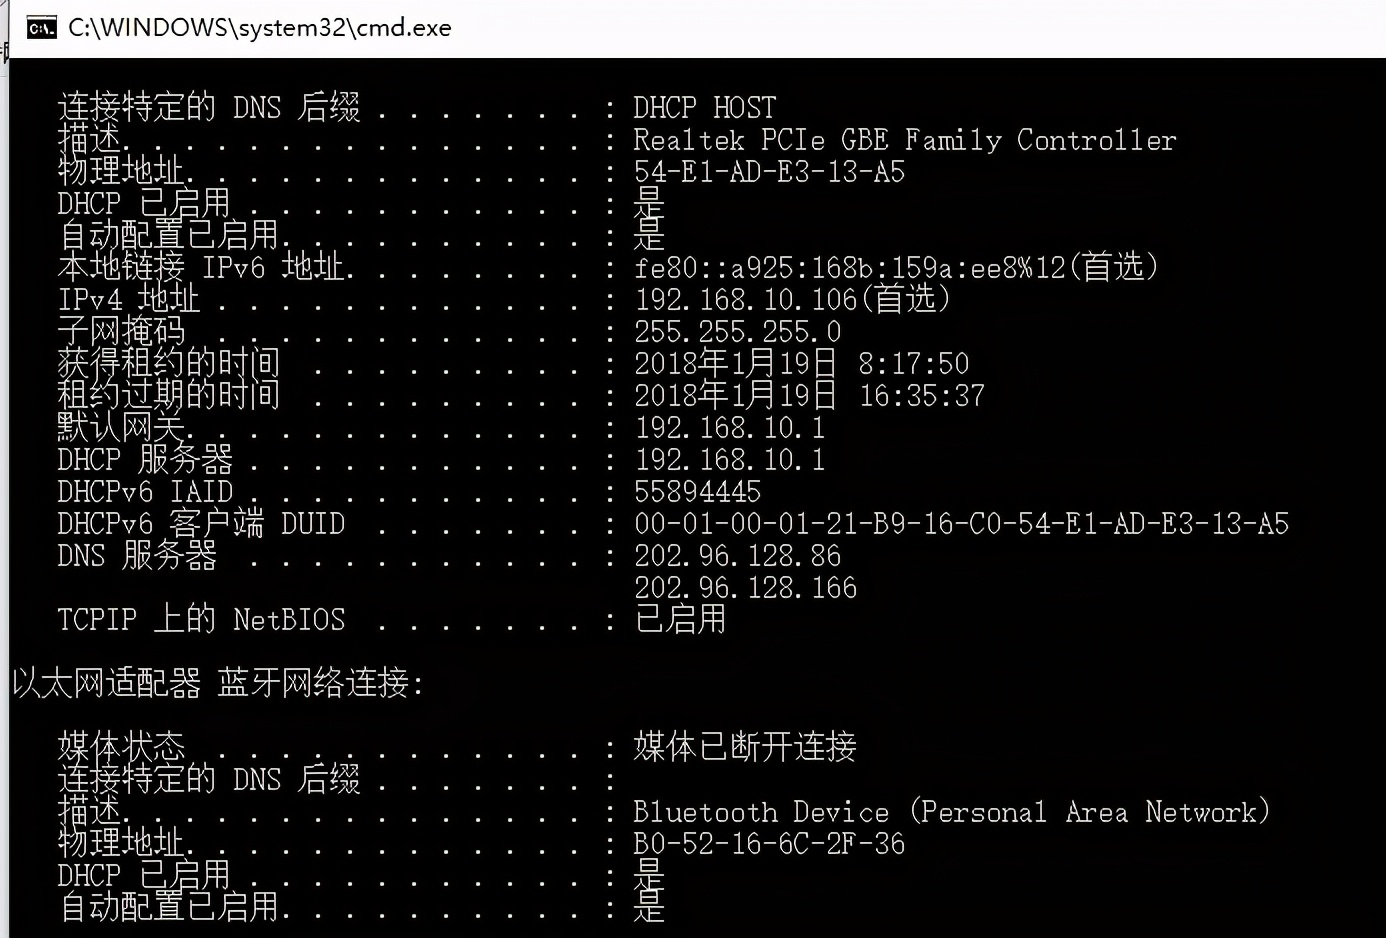 C:\WINDOWS\system32\cmd.exe
连接特定的 DNS 后缀 . . . . . . . : DHCP HOST
描述. . . . . . . . . . . . . . . : Realtek PCIe GBE Family Controller
物理地址. . . . . . . . . . . . . : 54-E1-AD-E3-13-A5
DHCP 已启用 . . . . . . . . . . . : 是
自动配置已启用. . . . . . . . . . : 是
本地链接 IPv6 地址. . . . . . . . : fe80::a925:168b:159a:ee8%12(首选)
IPv4 地址 . . . . . . . . . . . . : 192.168.10.106(首选)
子网掩码  . . . . . . . . . . . . : 255.255.255.0
获得租约的时间  . . . . . . . . . : 2018年1月19日 8:17:50
租约过期的时间  . . . . . . . . . : 2018年1月19日 16:35:37
默认网关. . . . . . . . . . . . . : 192.168.10.1
DHCP 服务器 . . . . . . . . . . . : 192.168.10.1
DHCPv6 IAID . . . . . . . . . . . : 55894445
DHCPv6 客户端 DUID  . . . . . . . : 00-01-00-01-21-B9-16-C0-54-E1-AD-E3-13-A5
DNS 服务器  . . . . . . . . . . . : 202.96.128.86
202.96.128.166
TCPIP 上的 NetBIOS  . . . . . . . : 已启用
以太网适配器 蓝牙网络连接:
媒体状态  . . . . . . . . . . . . : 媒体已断开连接
连接特定的 DNS 后缀 . . . . . . . :
描述. . . . . . . . . . . . . . . : Bluetooth Device (Personal Area Network)
物理地址. . . . . . . . . . . . . : B0-52-16-6C-2F-36
DHCP 已启用 . . . . . . . . . . . : 是
自动配置已启用. . . . . . . . . . : 是